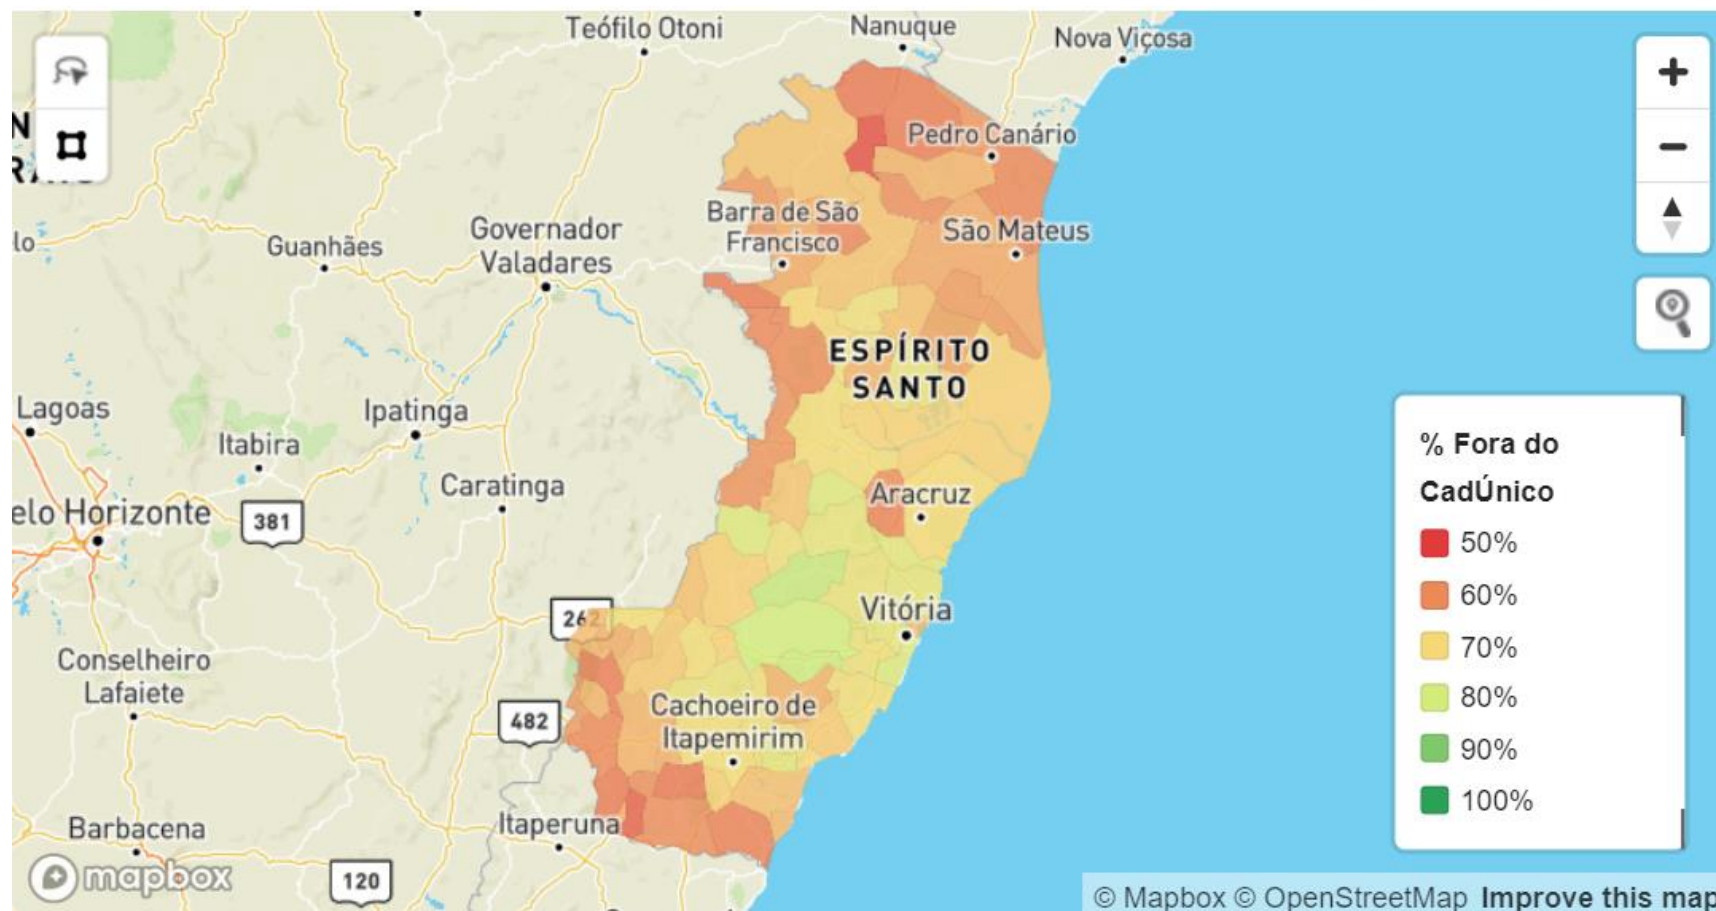 Teófilo Otoni
Nanuque
Nova Viçosa
N
Pedro Canário
Barra de São
Francisco
São Mateus
Governador
Valadares
Guanhães
lo
ESPÍRITO
SANTO
Lagoas
Ipatinga
Itabira
Caratinga
Aracruz
elo Horizonte
381
262
Vitória
Conselheiro
Lafaiete
482
Cachoeiro de
Itapemirim
Itaperuna
Barbacena
120
mapbox
% Fora do
CadÚnico
50%
60%
70%
80%
90%
100%
© Mapbox © OpenStreetMap Improve this map